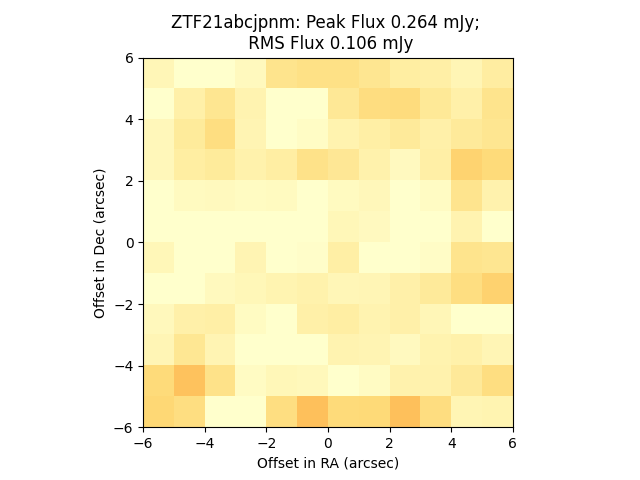 ZTF21abcjpnm: Peak Flux 0.264 mJy;
RMS Flux 0.106 mJy
6
4
2
0
−2
−4
−6
Offset in Dec (arcsec)
−6 −4 −2 0 2 4 6
Offset in RA (arcsec)